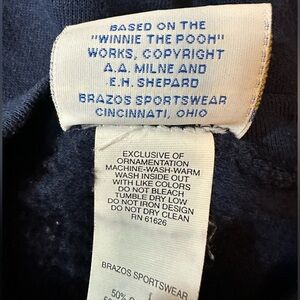 BASED ON THE
"WINNIE THE POOH"
WORKS, COPYRIGHT
A.A. MILNE AND
E.H. SHEPARD
BRAZOS SPORTSWEAR
CINCINNATI, OHIO
EXCLUSIVE OF
ORNAMENTATION
MACHINE-WASH-WARM
WASH INSIDE OUT
WITH LIKE COLORS
DO NOT BLEACH
TUMBLE DRY LOW
DO NOT IRON DESIGN
DO NOT DRY CLEAN
RN 61626
BRAZOS SPORTSWEAR
50%